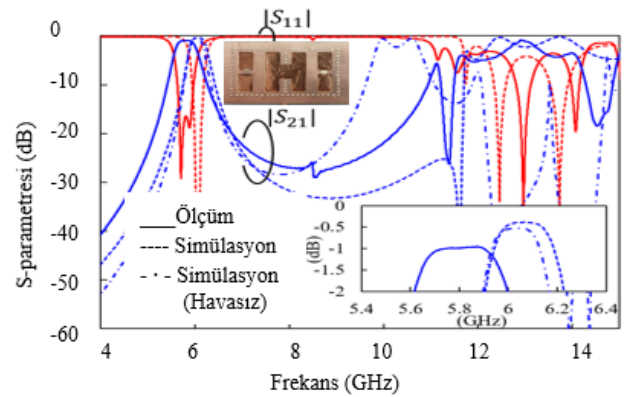 |S11|
|S21|
S-parametresi (dB)
0
-10
-20
-30
-40
-50
-60
Ölçüm
Simülasyon
Simülasyon
(Havasız)
(dB)
0
-0.5
-1
-1.5
-2
5.4 5.6 5.8 6 6.2 6.4
(GHz)
4 6 8 10 12 14
Frekans (GHz)